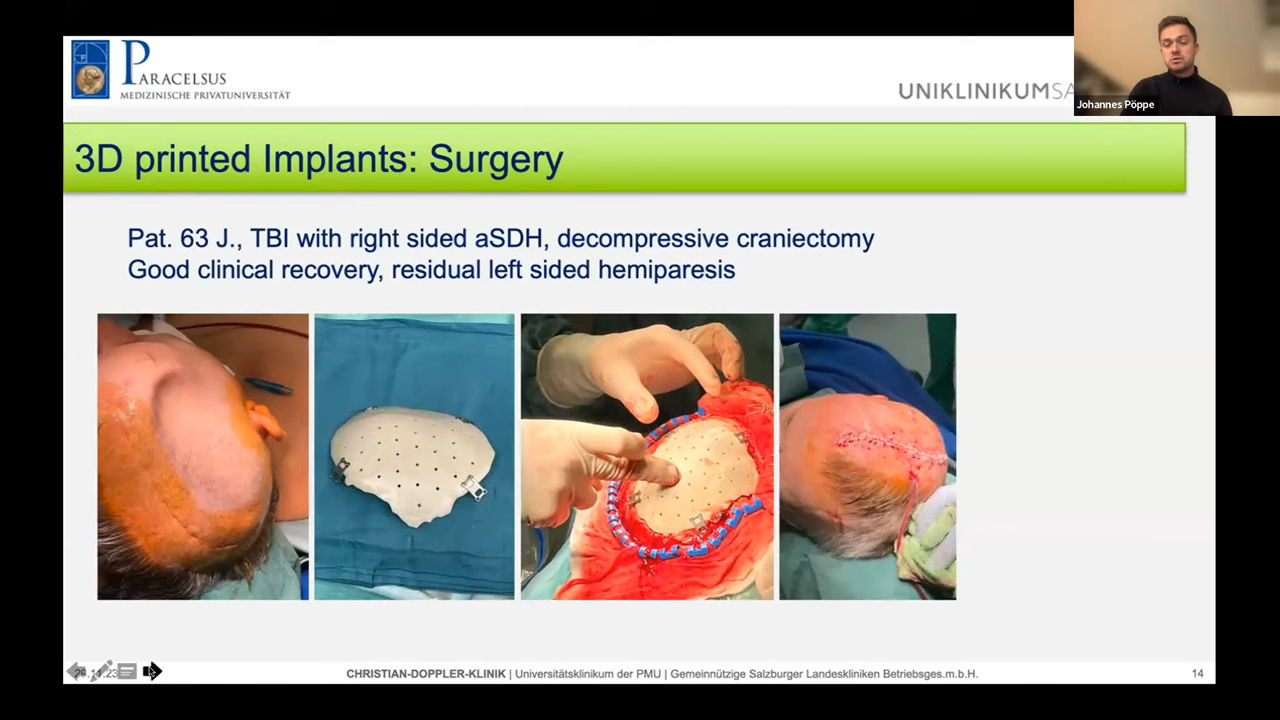 PARACELSUS
MEDIZINISCHE PRIVATUNIVERSITÄT
UNIKLINIKUMSA
Johannes Pöppe
3D printed Implants: Surgery
Pat. 63 J., TBI with right sided aSDH, decompressive craniectomy
Good clinical recovery, residual left sided hemiparesis
CHRISTIAN-DOPPLER-KLINIK | Universitätsklinikum der PMU | Gemeinnützige Salzburger Landeskliniken Betriebsges.m.b.H.
14